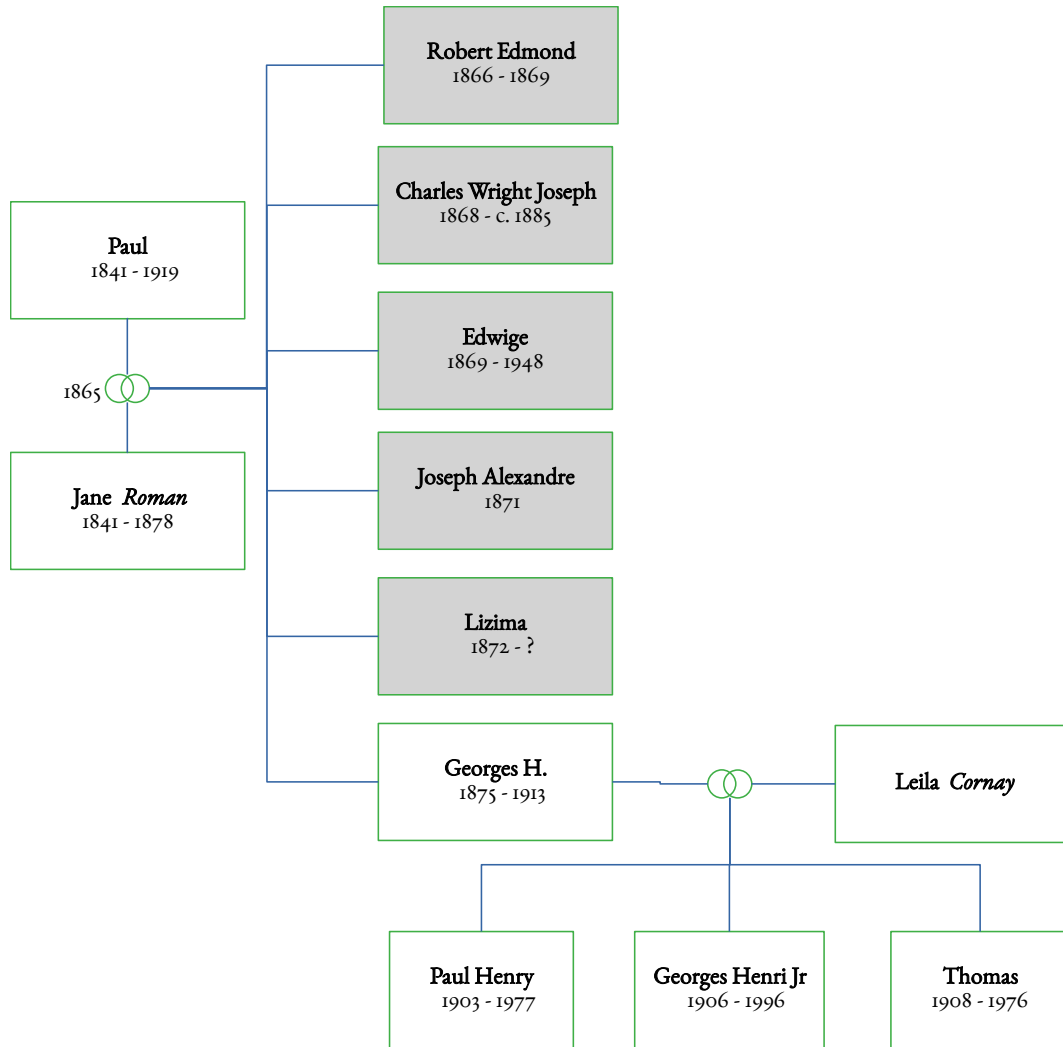 Robert Edmond
1866 - 1869
Charles Wright Joseph
1868 - c. 1885
Paul
1841 - 1919
Edwige
1869 - 1948
1865
Jane Roman
1841 - 1878
Joseph Alexandre
1871
Lizima
1872 - ?
Georges H.
1875 - 1913
Leila Cornay
Paul Henry
1903 - 1977
Georges Henri Jr
1906 - 1996
Thomas
1908 - 1976